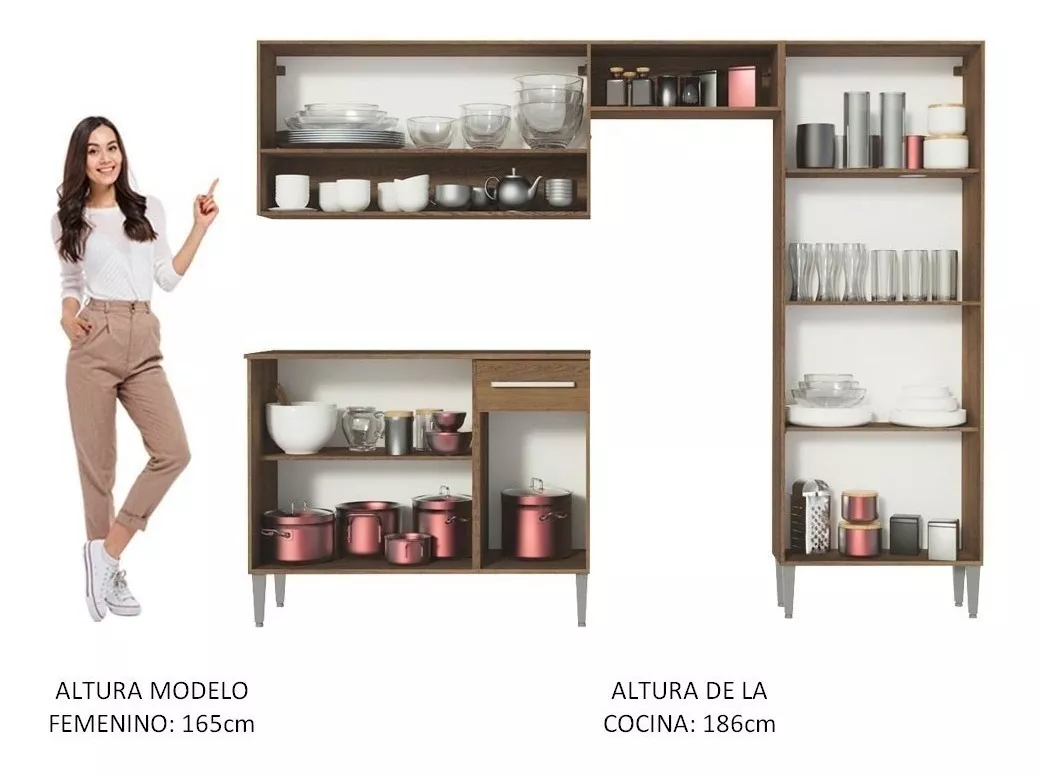 ALTURA MODELO
FEMENINO: 165cm
ALTURA DE LA
COCINA: 186cm